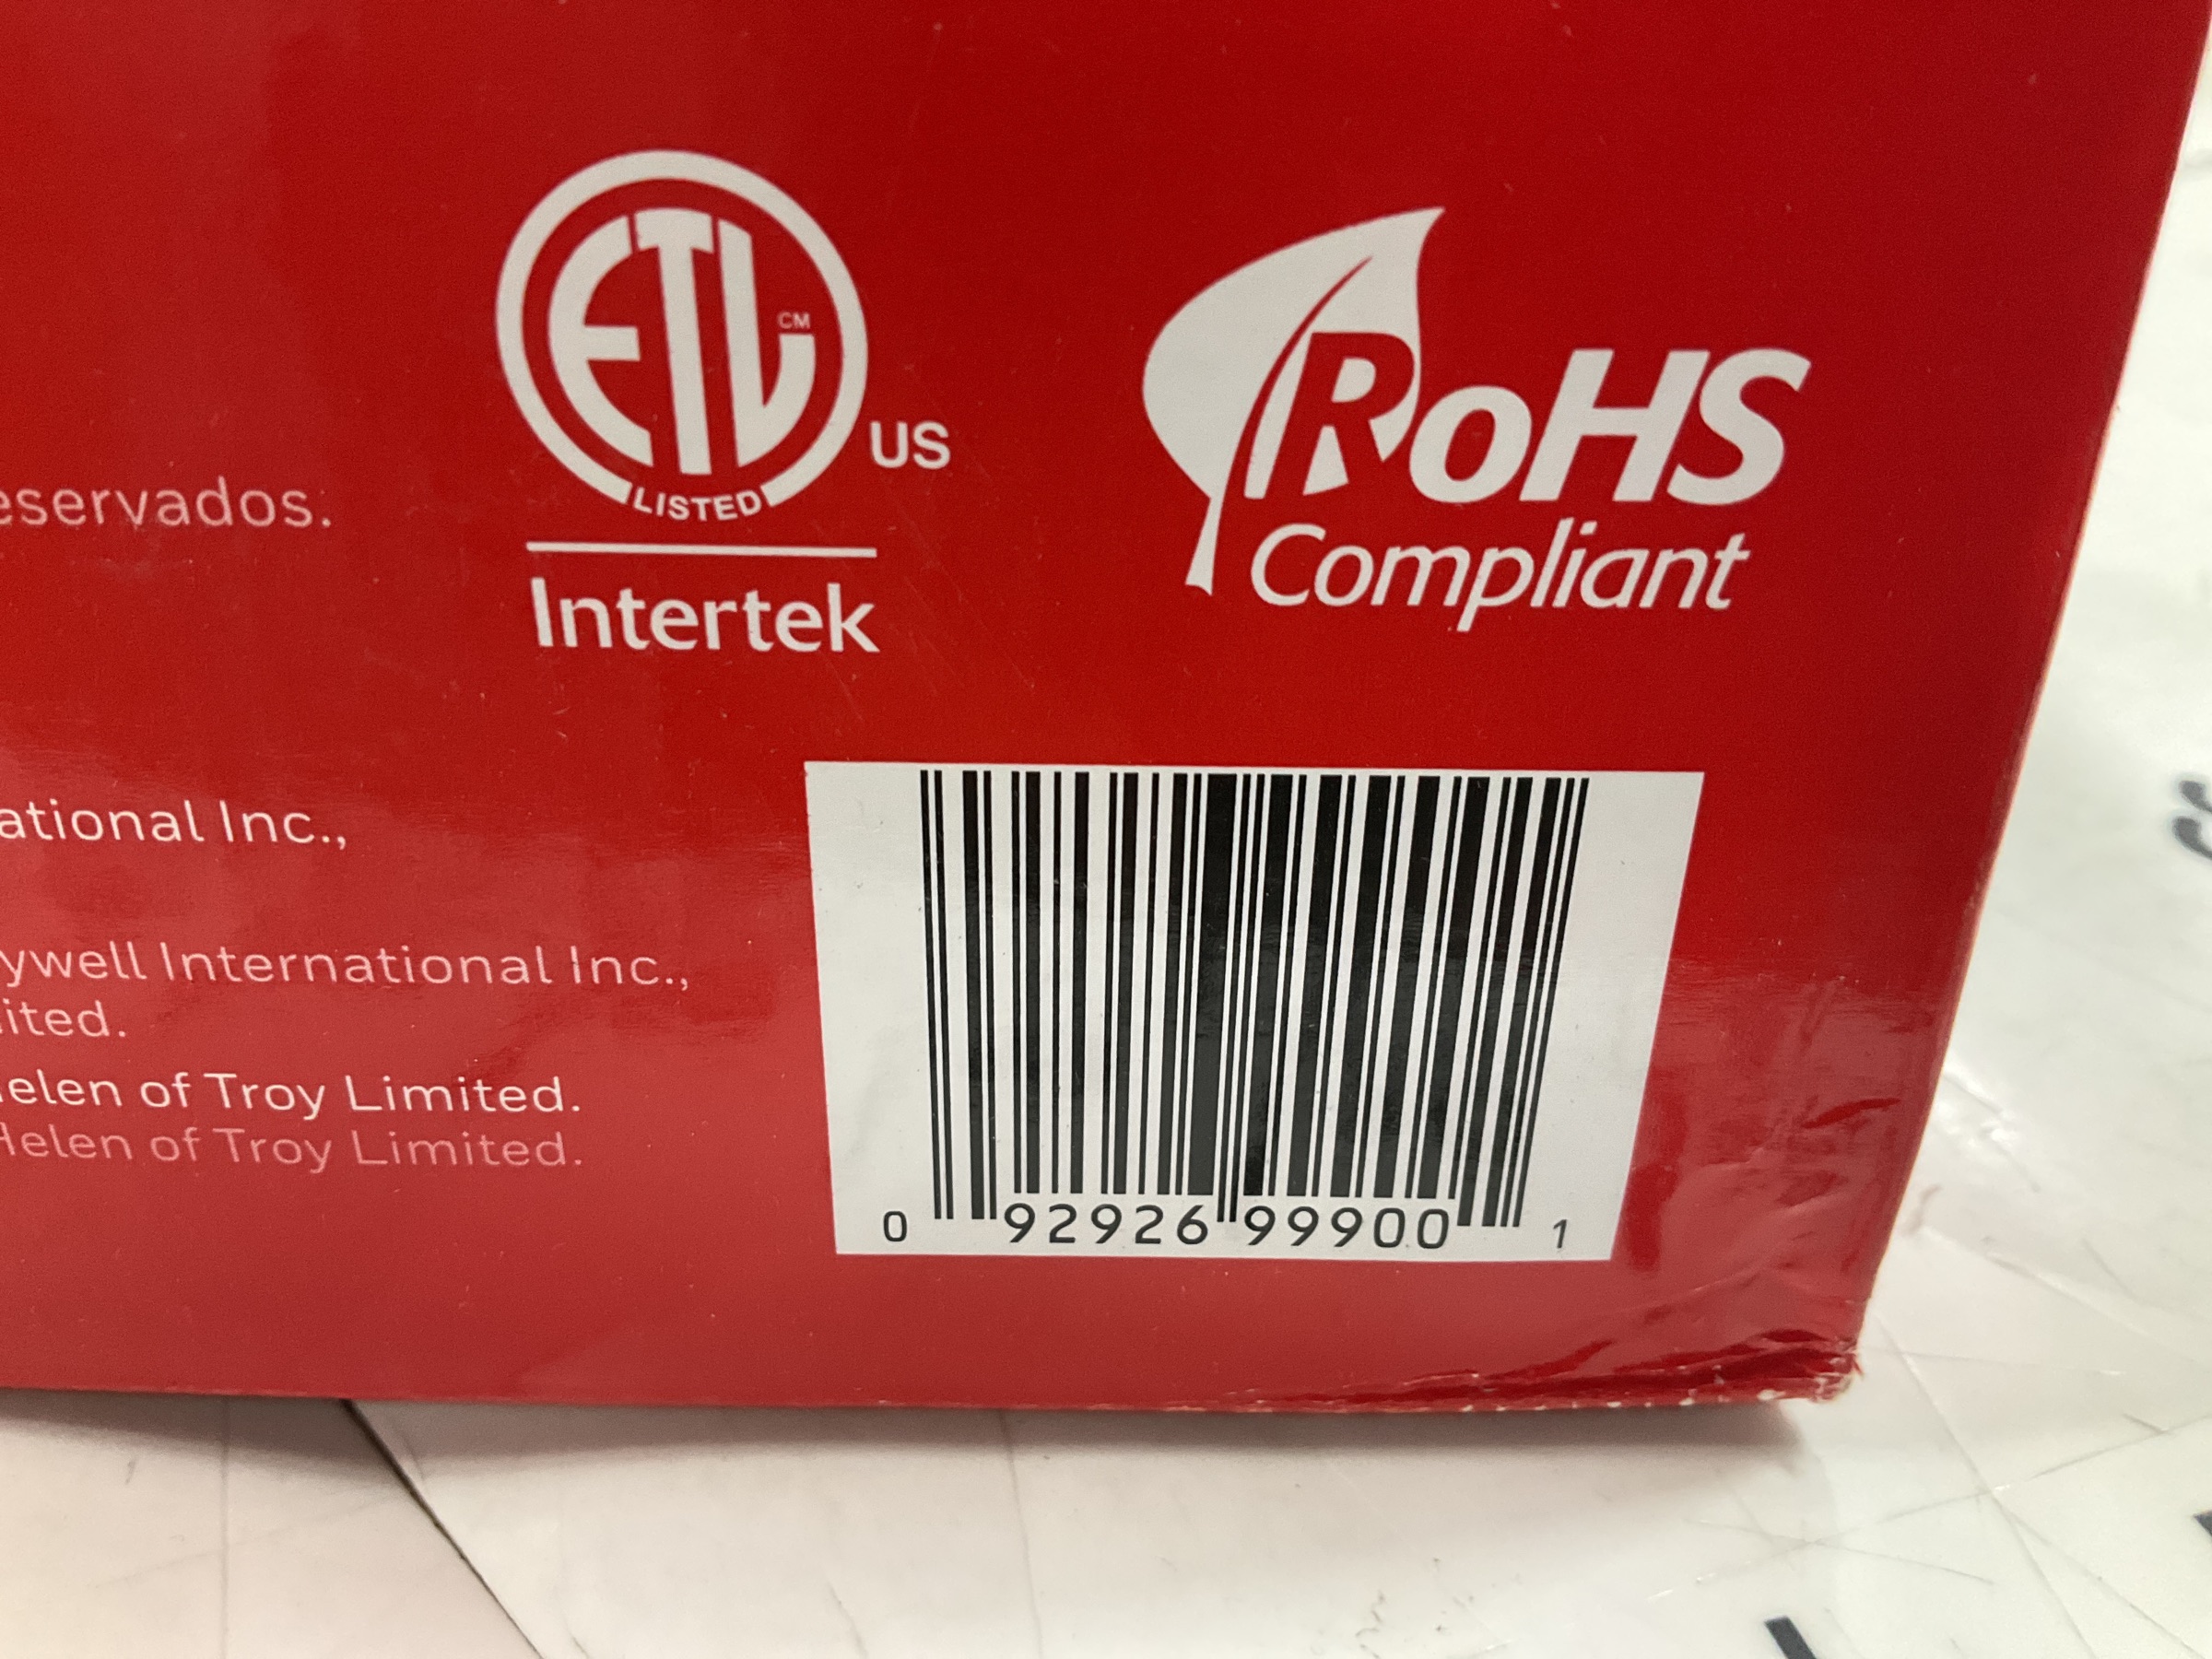 ETL CM
US
LISTED
Intertek
RoHS
Compliant
eservados.
ational Inc.,
ywell International Inc.,
ited.
elen of Troy Limited.
Helen of Troy Limited.
0 92926 99900 1